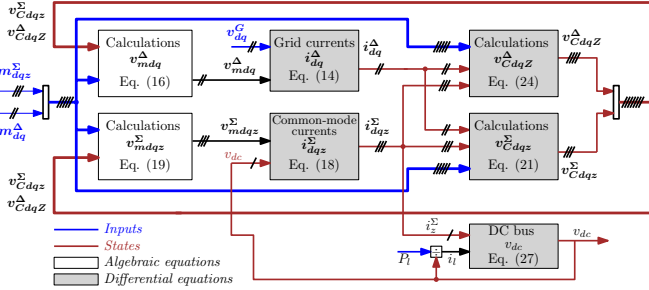 v^Σ_Cdqz
v^Δ_CdqZ
m^Σ_dqz
m^Δ_dq
Calculations
v^Δ_mdq
Eq. (16)
v^Δ_mdq
v^G_dq
Grid currents
i^Δ_dq
Eq. (14)
i^Δ_dq
Calculations
v^Δ_CdqZ
Eq. (24)
v^Δ_CdqZ
Calculations
v^Σ_mdqz
Eq. (19)
v^Σ_mdqz
v_dc
Common-mode
currents
i^Σ_dqz
Eq. (18)
i^Σ_dqz
Calculations
v^Σ_Cdqz
Eq. (21)
v^Σ_Cdqz
v^Σ_Cdqz
v^Δ_CdqZ
i^Σ_z
P_l
÷
i_l
DC bus
v_dc
Eq. (27)
v_dc
Inputs
States
Algebraic equations
Differential equations